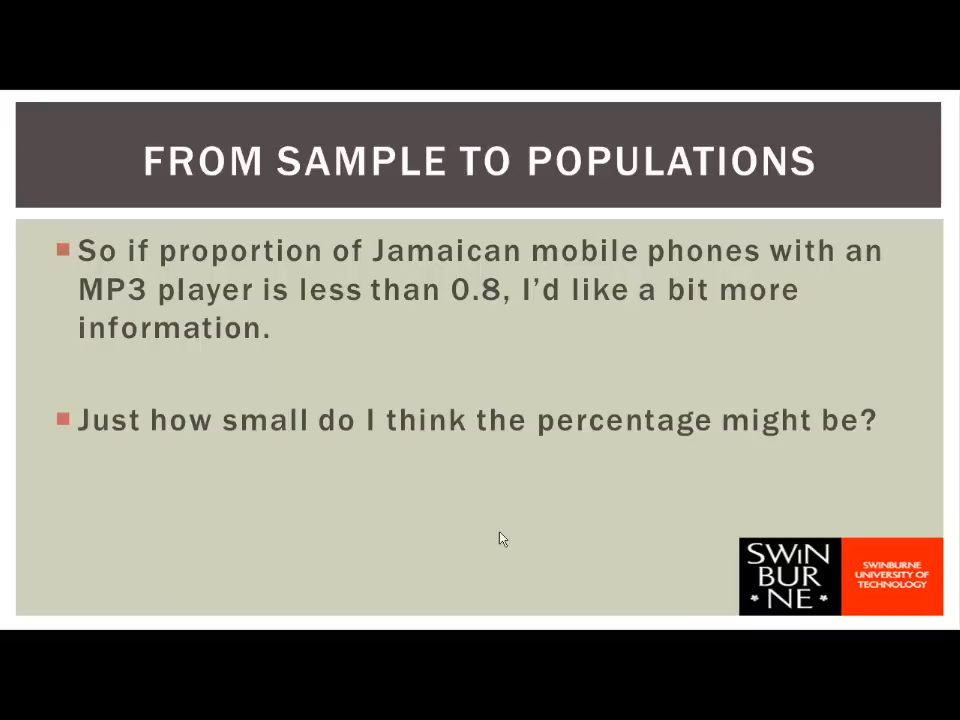 FROM SAMPLE TO POPULATIONS
So if proportion of Jamaican mobile phones with an
MP3 player is less than 0.8, I'd like a bit more
information.
Just how small do I think the percentage might be?
SWIN
BUR
NE
SWINBURNE
UNIVERSITY OF
TECHNOLOGY